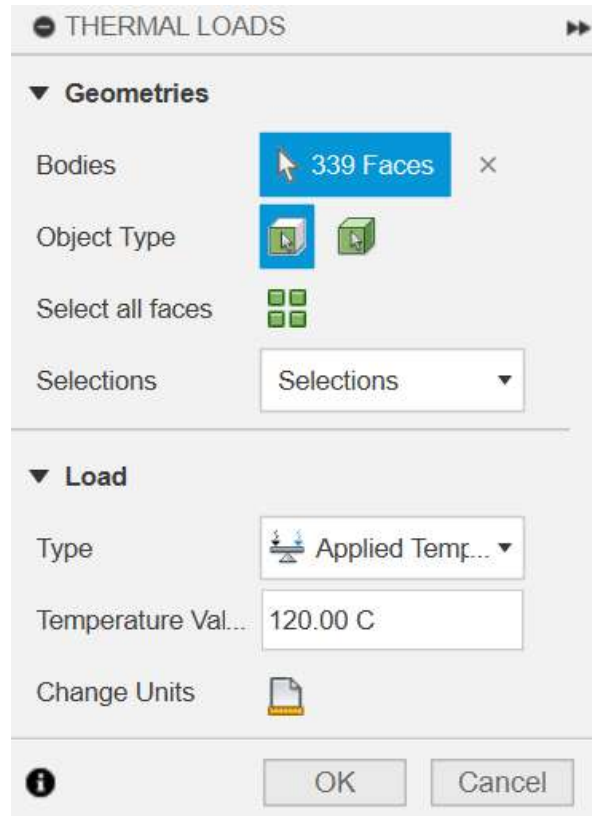 THERMAL LOADS
Geometries
Bodies 339 Faces
Object Type
Select all faces
Selections Selections
Load
Type Applied Temp...
Temperature Val... 120.00 C
Change Units
OK Cancel